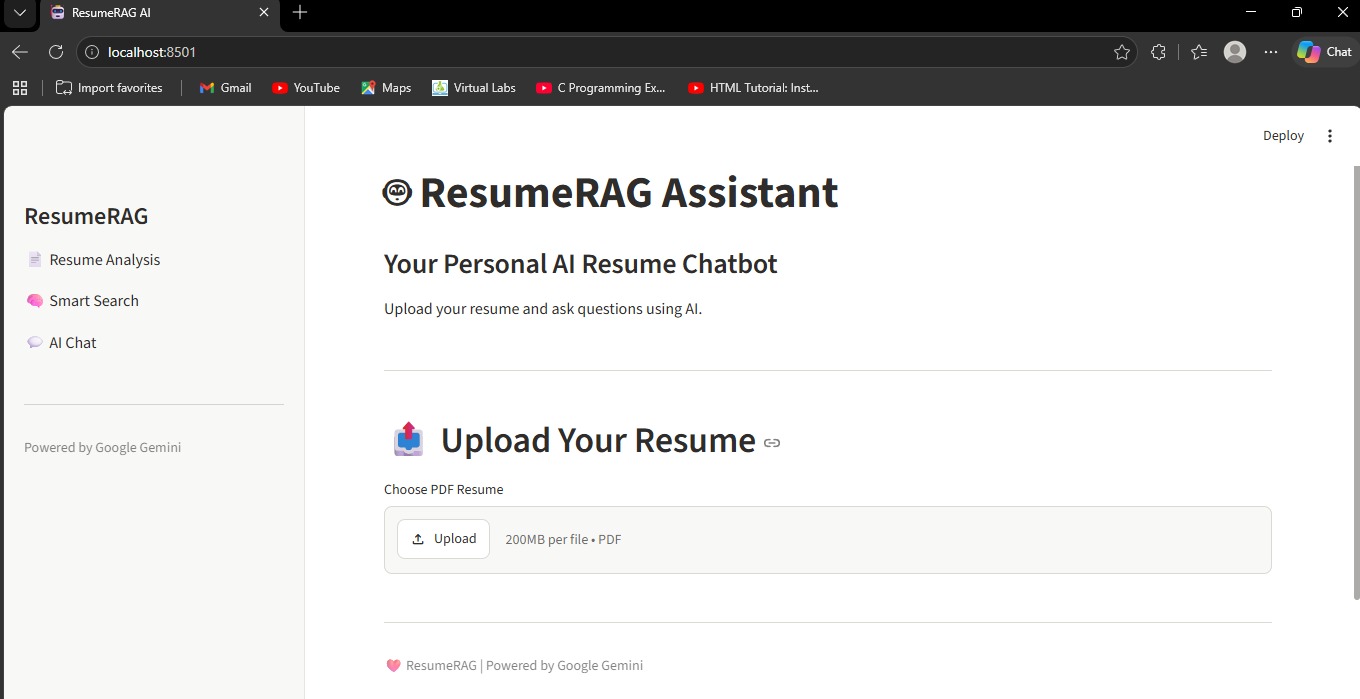 ResumeRAG AI
localhost:8501
Chat
Import favorites
Gmail
YouTube
Maps
Virtual Labs
C Programming Ex...
HTML Tutorial: Inst...
Deploy
ResumeRAG
Resume Analysis
Smart Search
AI Chat
Powered by Google Gemini
ResumeRAG Assistant
Your Personal AI Resume Chatbot
Upload your resume and ask questions using AI.
Upload Your Resume
Choose PDF Resume
Upload
200MB per file • PDF
ResumeRAG | Powered by Google Gemini